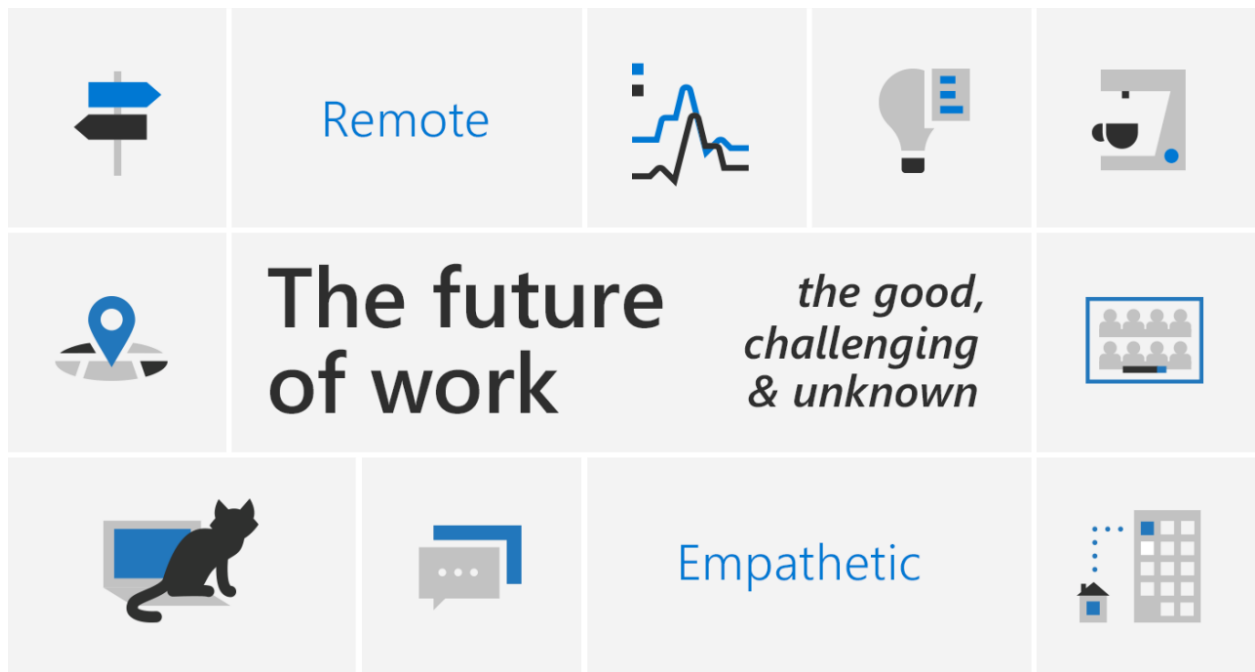 Remote
The future
of work
the good,
challenging
& unknown
Empathetic